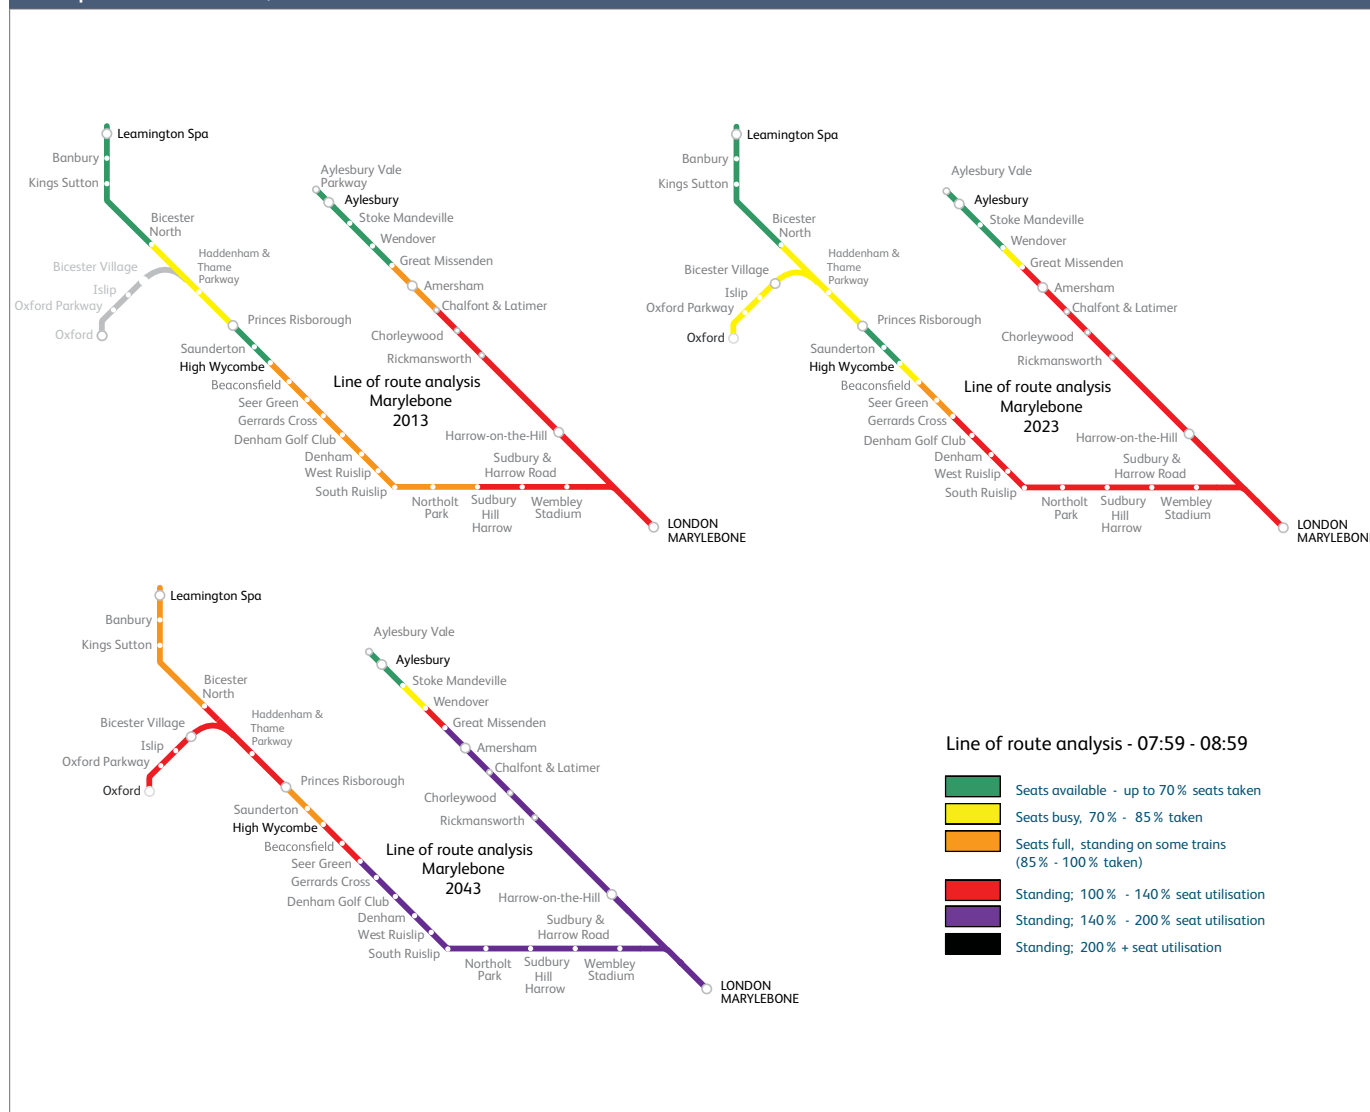 Leamington Spa
Banbury
Kings Sutton
Bicester
North
Haddenham &
Thame
Parkway
Bicester Village
Islip
Oxford Parkway
Oxford
Princes Risborough
Saunderton
High Wycombe
Beaconsfield
Seer Green
Gerrards Cross
Denham Golf Club
Denham
West Ruislip
South Ruislip
Northolt
Park
Sudbury
Hill
Harrow
Sudbury &
Harrow Road
Wembley
Stadium
Aylesbury Vale
Parkway
Aylesbury
Stoke Mandeville
Wendover
Great Missenden
Amersham
Chalfont & Latimer
Chorleywood
Rickmansworth
Harrow-on-the-Hill
LONDON
MARYLEBONE
Line of route analysis
Marylebone
2013
Leamington Spa
Banbury
Kings Sutton
Bicester
North
Haddenham &
Thame
Parkway
Bicester Village
Islip
Oxford Parkway
Oxford
Princes Risborough
Saunderton
High Wycombe
Beaconsfield
Seer Green
Gerrards Cross
Denham Golf Club
Denham
West Ruislip
South Ruislip
Northolt
Park
Sudbury
Hill
Harrow
Sudbury &
Harrow Road
Wembley
Stadium
Aylesbury Vale
Aylesbury
Stoke Mandeville
Wendover
Great Missenden
Amersham
Chalfont & Latimer
Chorleywood
Rickmansworth
Harrow-on-the-Hill
LONDON
MARYLEBONE
Line of route analysis
Marylebone
2023
Leamington Spa
Banbury
Kings Sutton
Bicester
North
Haddenham &
Thame
Parkway
Bicester Village
Islip
Oxford Parkway
Oxford
Princes Risborough
Saunderton
High Wycombe
Beaconsfield
Seer Green
Gerrards Cross
Denham Golf Club
Denham
West Ruislip
South Ruislip
Northolt
Park
Sudbury
Hill
Harrow
Sudbury &
Harrow Road
Wembley
Stadium
Aylesbury Vale
Aylesbury
Stoke Mandeville
Wendover
Great Missenden
Amersham
Chalfont & Latimer
Chorleywood
Rickmansworth
Harrow-on-the-Hill
LONDON
MARYLEBONE
Line of route analysis
Marylebone
2043
Line of route analysis - 07:59 - 08:59
Seats available - up to 70% seats taken
Seats busy, 70% - 85% taken
Seats full, standing on some trains
(85% - 100% taken)
Standing; 100% - 140% seat utilisation
Standing; 140% - 200% seat utilisation
Standing; 200% + seat utilisation